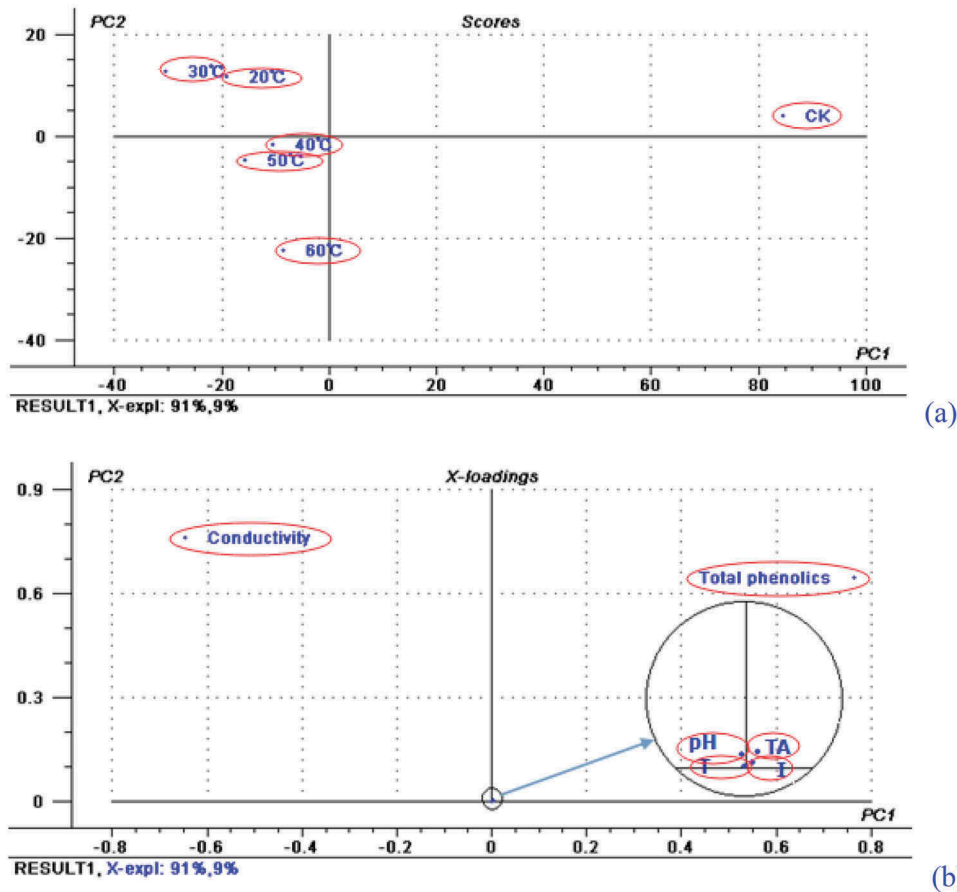 PC2
Scores
20
30℃
20℃
CK
0
40℃
50℃
-20
60℃
-40
PC1
-40 -20 0 20 40 60 80 100
RESULT1, X-expl: 91%,9%
(a)
PC2
X-loadings
0.9
Conductivity
Total phenolics
0.6
0.3
pH
TA
T
I
0
PC1
-0.8 -0.6 -0.4 -0.2 0 0.2 0.4 0.6 0.8
RESULT1, X-expl: 91%,9%
(b